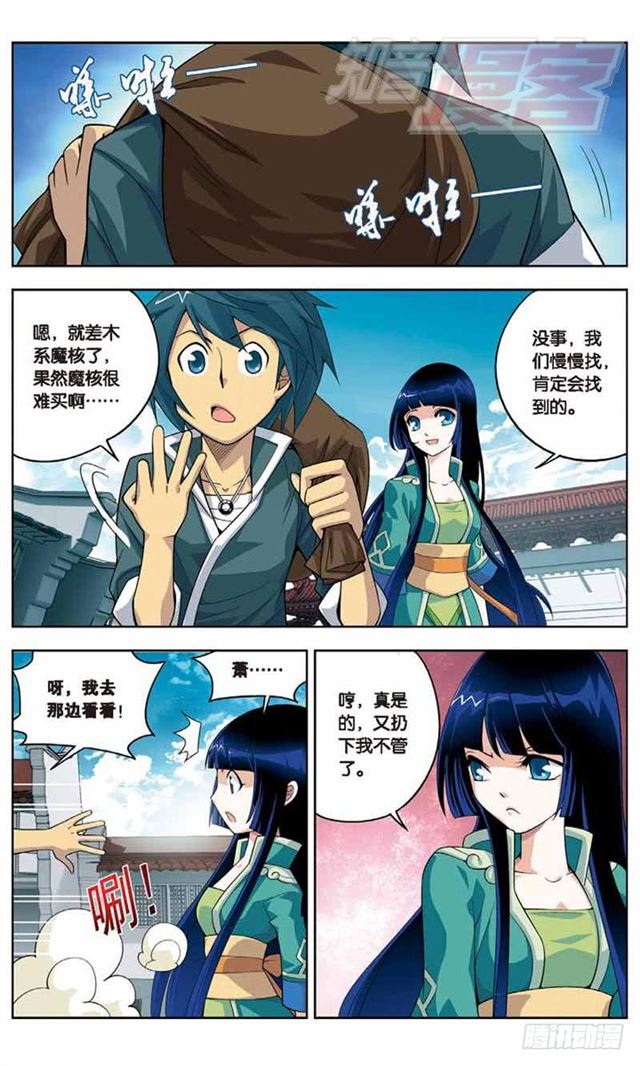 知音漫客
嗦啦——
嗦啦——
嗯，就差木
系魔核了，
果然魔核很
难买啊……
没事，我
们慢慢找，
肯定会找
到的。
呀，我去
那边看看！
萧……
唰！
哼，真是
的，又扔
下我不管
了。
腾讯动漫